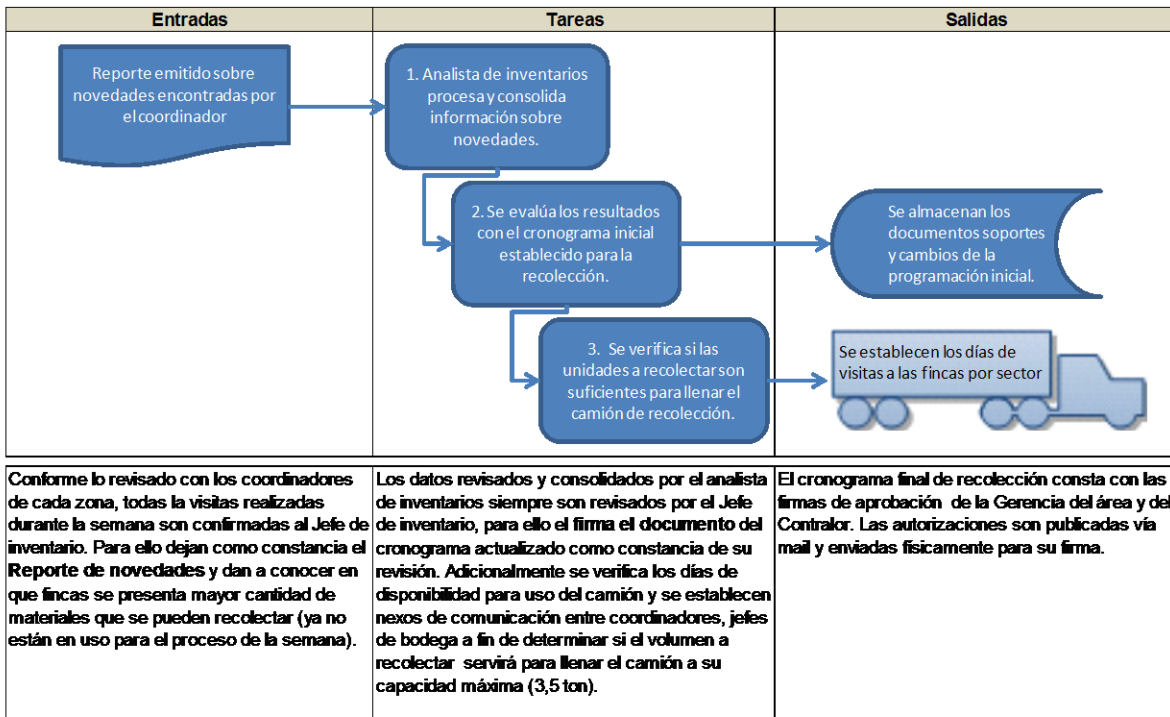 Entradas
Tareas
Salidas
Reporte emitido sobre
novedades encontradas por
el coordinador
1. Analista de inventarios
procesa y consolida
información sobre
novedades.
2. Se evalúa los resultados
con el cronograma inicial
establecido para la
recolección.
Se almacenan los
documentos soportes
y cambios de la
programación inicial.
3. Se verifica si las
unidades a recolectar son
suficientes para llenar el
camión de recolección.
Se establecen los días de
visitas a las fincas por sector
Conforme lo revisado con los coordinadores
de cada zona, todas la visitas realizadas
durante la semana son confirmadas al Jefe de
inventario. Para ello dejan como constancia el
Reporte de novedades y dan a conocer en
que fincas se presenta mayor cantidad de
materiales que se pueden recolectar (ya no
están en uso para el proceso de la semana).
Los datos revisados y consolidados por el analista
de inventarios siempre son revisados por el Jefe
de inventario, para ello el firma el documento del
cronograma actualizado como constancia de su
revisión. Adicionalmente se verifica los días de
disponibilidad para uso del camión y se establecen
nexos de comunicación entre coordinadores, jefes
de bodega a fin de determinar si el volumen a
recolectar servirá para llenar el camión a su
capacidad máxima (3,5 ton).
El cronograma final de recolección consta con las
firmas de aprobación de la Gerencia del área y del
Contralor. Las autorizaciones son publicadas vía
mail y enviadas físicamente para su firma.